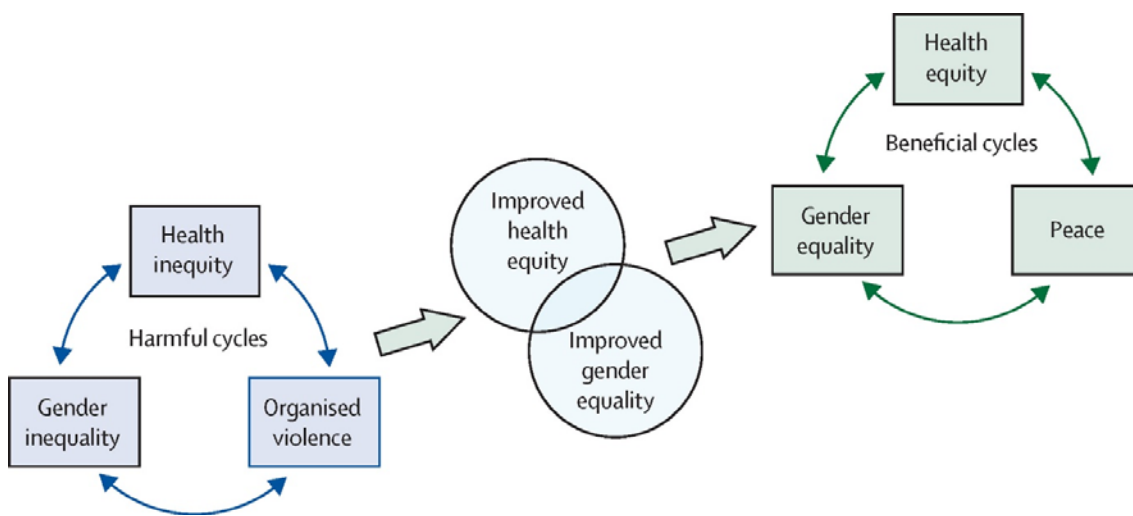 Health
inequity
Harmful cycles
Gender
inequality
Organised
violence
Improved
health
equity
Improved
gender
equality
Health
equity
Beneficial cycles
Gender
equality
Peace